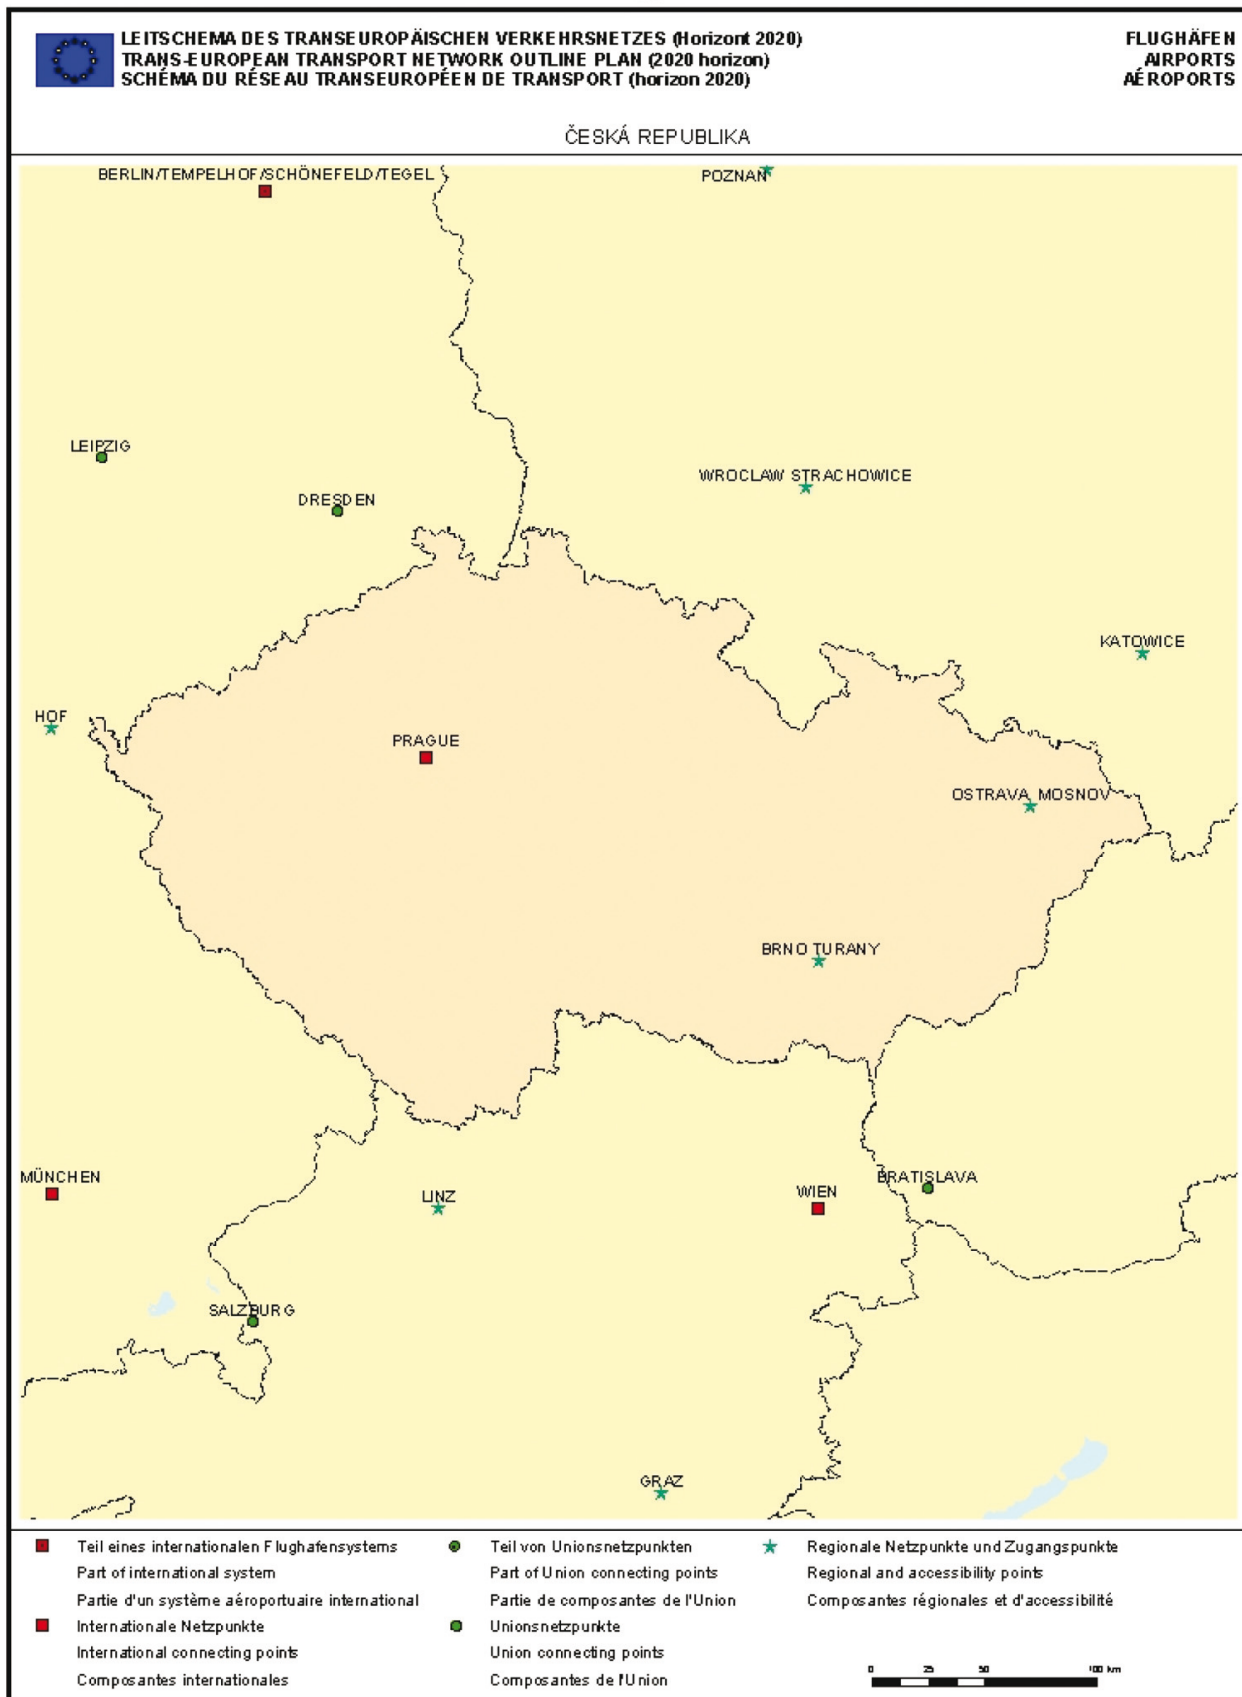 LEITSCHEMA DES TRANSEUROPÄISCHEN VERKEHRSNETZES (Horizont 2020)
TRANS-EUROPEAN TRANSPORT NETWORK OUTLINE PLAN (2020 horizon)
SCHÉMA DU RÉSEAU TRANSEUROPÉEN DE TRANSPORT (horizon 2020)
FLUGHÄFEN
AIRPORTS
AÉROPORTS
ČESKÁ REPUBLIKA
BERLIN/TEMPELHOF/SCHÖNEFELD/TEGEL
POZNAN
LEIPZIG
WROCLAW STRACHOWICE
DRESDEN
KATOWICE
HOF
PRAGUE
OSTRAVA MOSNOV
BRNO TURANY
MÜNCHEN
BRATISLAVA
LINZ
WIEN
SALZBURG
GRAZ
Teil eines internationalen Flughafensystems
Part of international system
Partie d'un système aéroportuaire international
Internationale Netzpunkte
International connecting points
Composantes internationales
Teil von Unionsnetzpunkten
Part of Union connecting points
Partie de composantes de l'Union
Unionsnetzpunkte
Union connecting points
Composantes de l'Union
Regionale Netzpunkte und Zugangspunkte
Regional and accessibility points
Composantes régionales et d'accessibilité
0 25 50 100 km